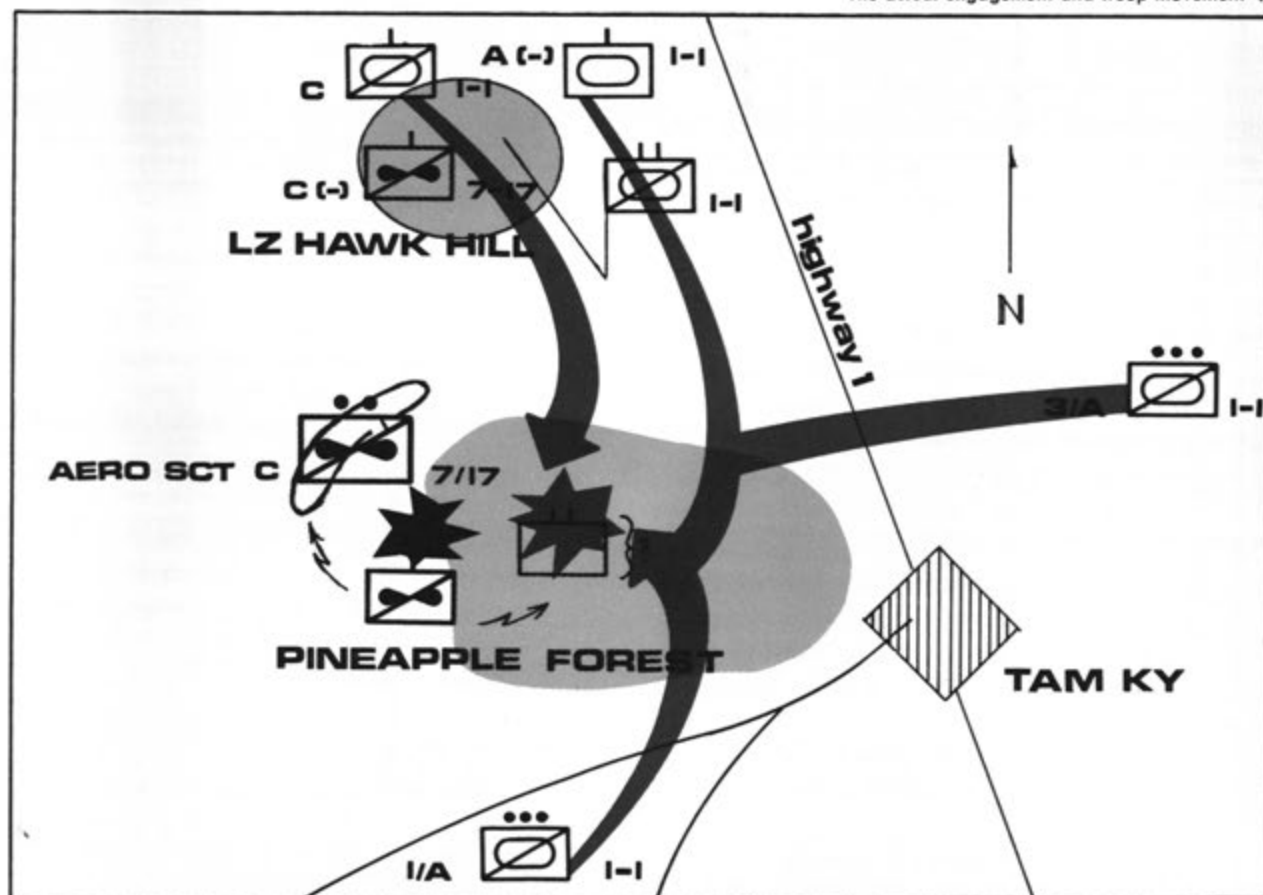 The actual engagement and troop movement
C I-I
A (-) I-I
C (-) 7-17
I-I
LZ HAWK HILL
highway 1
N
3/A I-I
AERO SCT C 7/17
PINEAPPLE FOREST
TAM KY
I/A I-I